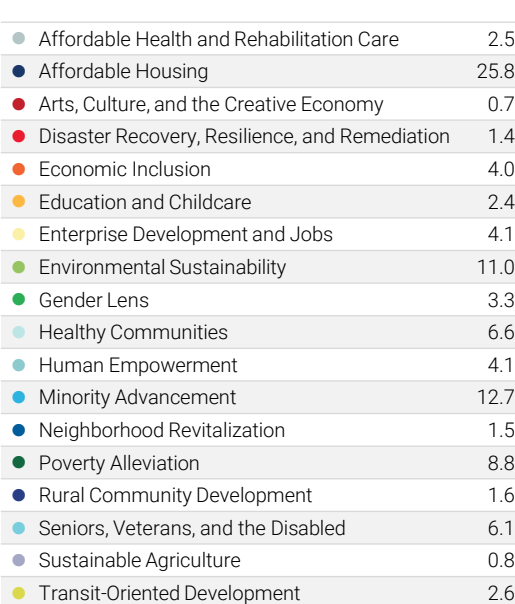 Affordable Health and Rehabilitation Care 2.5
Affordable Housing 25.8
Arts, Culture, and the Creative Economy 0.7
Disaster Recovery, Resilience, and Remediation 1.4
Economic Inclusion 4.0
Education and Childcare 2.4
Enterprise Development and Jobs 4.1
Environmental Sustainability 11.0
Gender Lens 3.3
Healthy Communities 6.6
Human Empowerment 4.1
Minority Advancement 12.7
Neighborhood Revitalization 1.5
Poverty Alleviation 8.8
Rural Community Development 1.6
Seniors, Veterans, and the Disabled 6.1
Sustainable Agriculture 0.8
Transit-Oriented Development 2.6